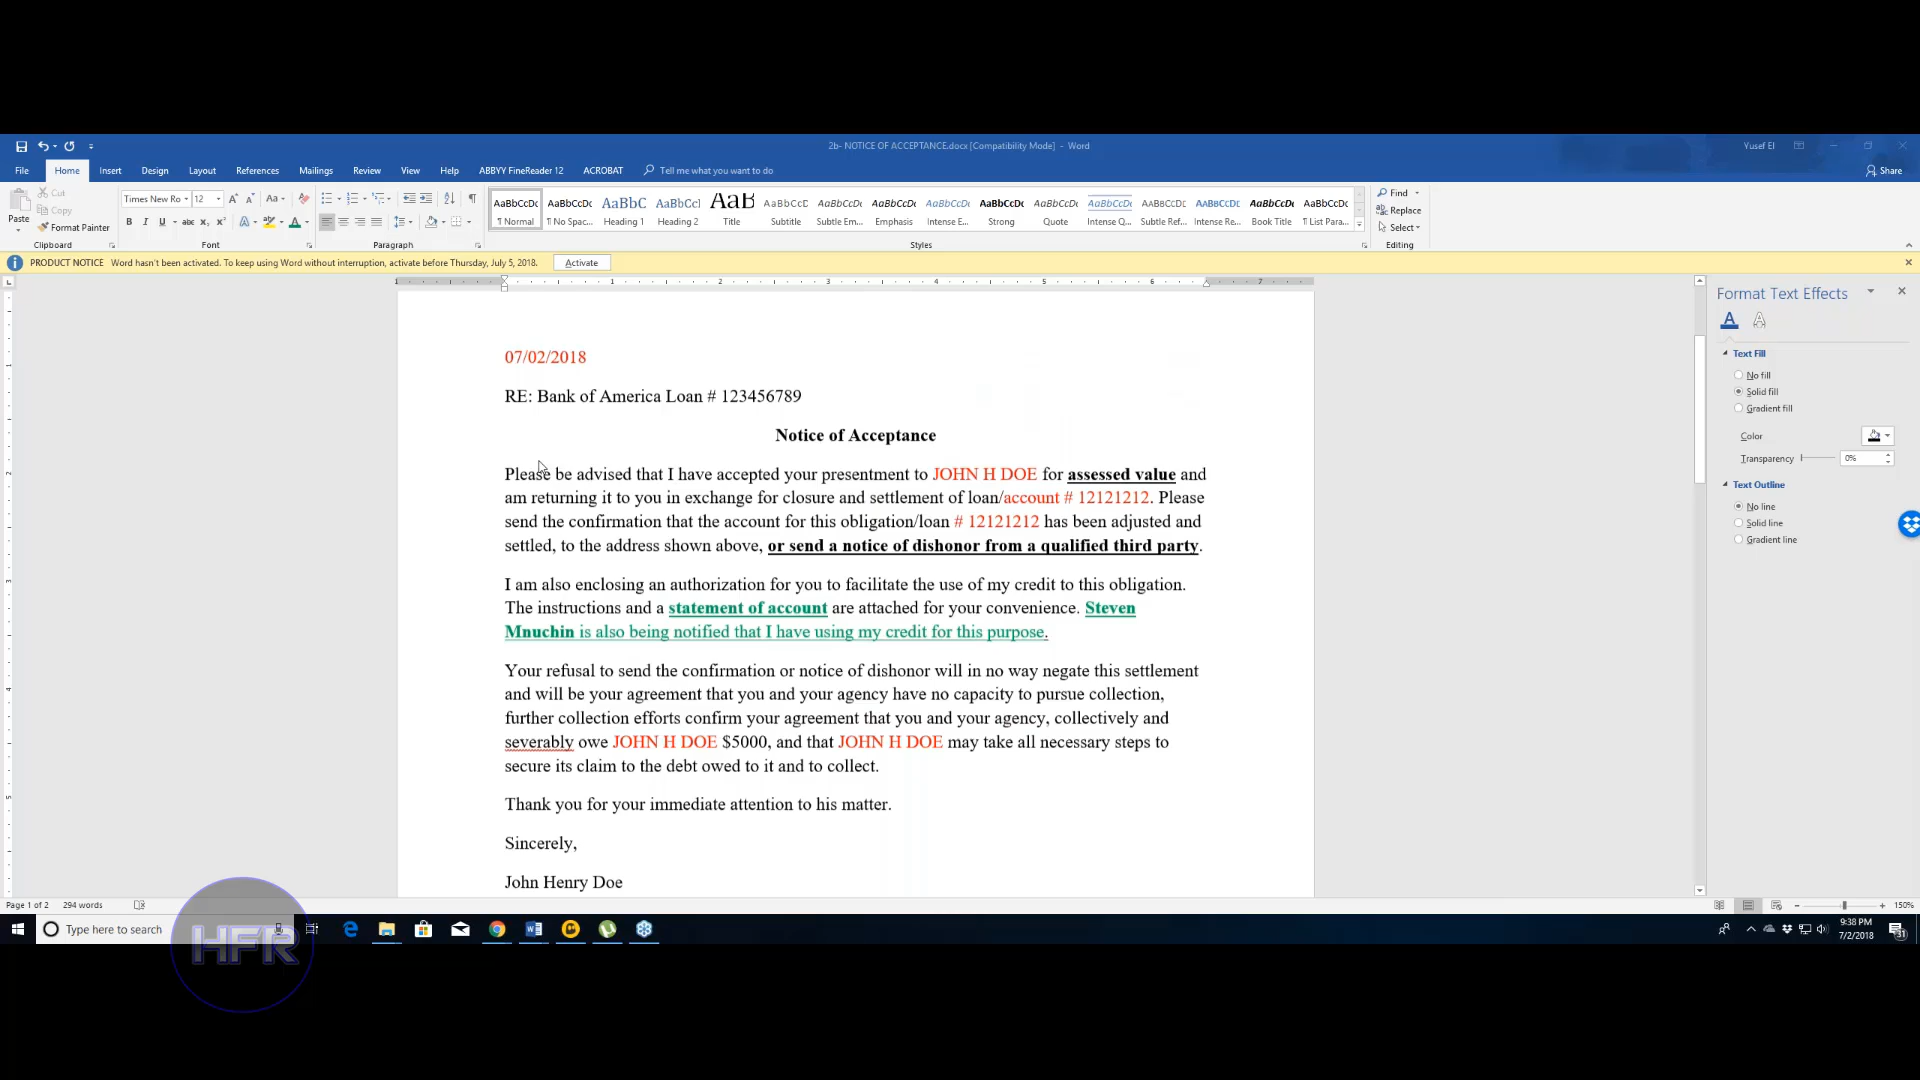 2b- NOTICE OF ACCEPTANCE.docx [Compatibility Mode] - Word
Yusef El
File Home Insert Design Layout References Mailings Review View Help ABBYY FineReader 12 ACROBAT Tell me what you want to do
Share
Cut
Copy
Paste
Format Painter
Times New Ro 12
Clipboard Font Paragraph Styles Editing
AaBbCcDc AaBbCcDc AaBbC AaBbCcI AaB AaBbCcD AaBbCcDc AaBbCcDc AaBbCcDc AaBbCcDc AaBbCcDc AaBbCcDc AABBCCDC AABBCCDC AaBbCcDc AaBbCcDc
¶ Normal ¶ No Spac... Heading 1 Heading 2 Title Subtitle Subtle Em... Emphasis Intense E... Strong Quote Intense Q... Subtle Ref... Intense Re... Book Title ¶ List Para...
Find
Replace
Select
PRODUCT NOTICE Word hasn't been activated. To keep using Word without interruption, activate before Thursday, July 5, 2018. Activate
1 1 2 3 4 5 6 7
07/02/2018
RE: Bank of America Loan # 123456789
Notice of Acceptance
Please be advised that I have accepted your presentment to JOHN H DOE for assessed value and
am returning it to you in exchange for closure and settlement of loan/account # 12121212. Please
send the confirmation that the account for this obligation/loan # 12121212 has been adjusted and
settled, to the address shown above, or send a notice of dishonor from a qualified third party.
I am also enclosing an authorization for you to facilitate the use of my credit to this obligation.
The instructions and a statement of account are attached for your convenience. Steven
Mnuchin is also being notified that I have using my credit for this purpose.
Your refusal to send the confirmation or notice of dishonor will in no way negate this settlement
and will be your agreement that you and your agency have no capacity to pursue collection,
further collection efforts confirm your agreement that you and your agency, collectively and
severably owe JOHN H DOE $5000, and that JOHN H DOE may take all necessary steps to
secure its claim to the debt owed to it and to collect.
Thank you for your immediate attention to his matter.
Sincerely,
John Henry Doe
Format Text Effects
Text Fill
No fill
Solid fill
Gradient fill
Color
Transparency 0%
Text Outline
No line
Solid line
Gradient line
Page 1 of 2 294 words
150%
Type here to search
HFR
9:38 PM
7/2/2018
31